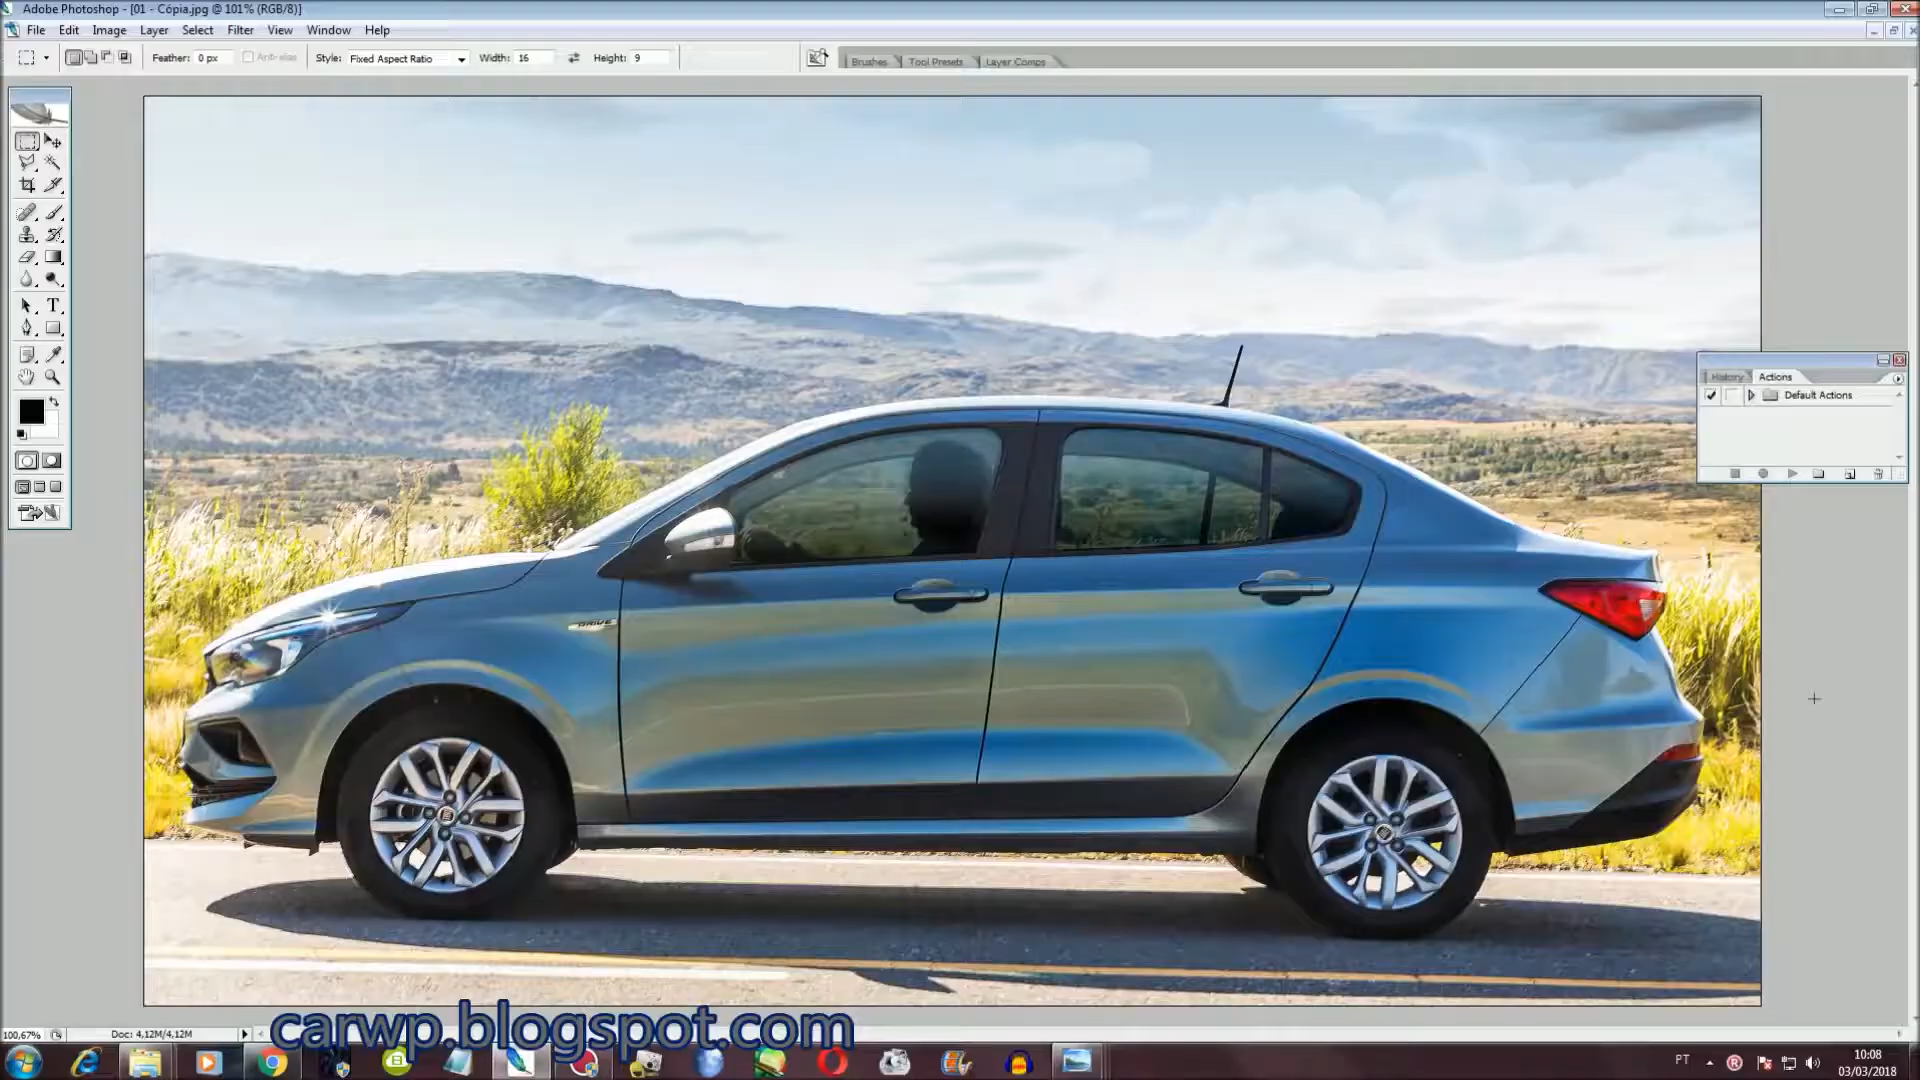 Adobe Photoshop - [01 - Cópia.jpg @ 101% (RGB/8)]
File Edit Image Layer Select Filter View Window Help
Feather: 0 px Anti-alias Style: Fixed Aspect Ratio Width: 16 Height: 9 Brushes Tool Presets Layer Comps
History Actions
Default Actions
DRIVE
100,67% Doc: 4,12M/4,12M
carwp.blogspot.com
PT 10:08
03/03/2018